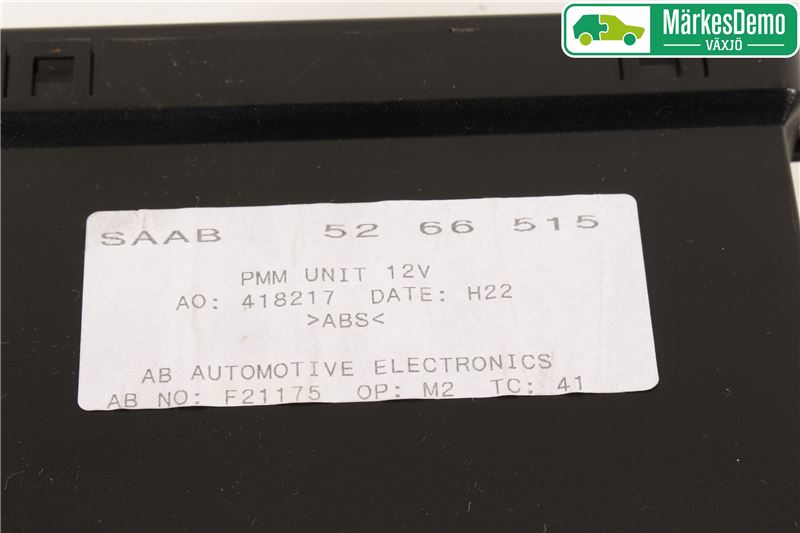 MärkesDemo
VÄXJÖ
SAAB 52 66 515
PMM UNIT 12V
AO: 418217 DATE: H22
>ABS<
AB AUTOMOTIVE ELECTRONICS
AB NO: F21175 OP: M2 TC: 41